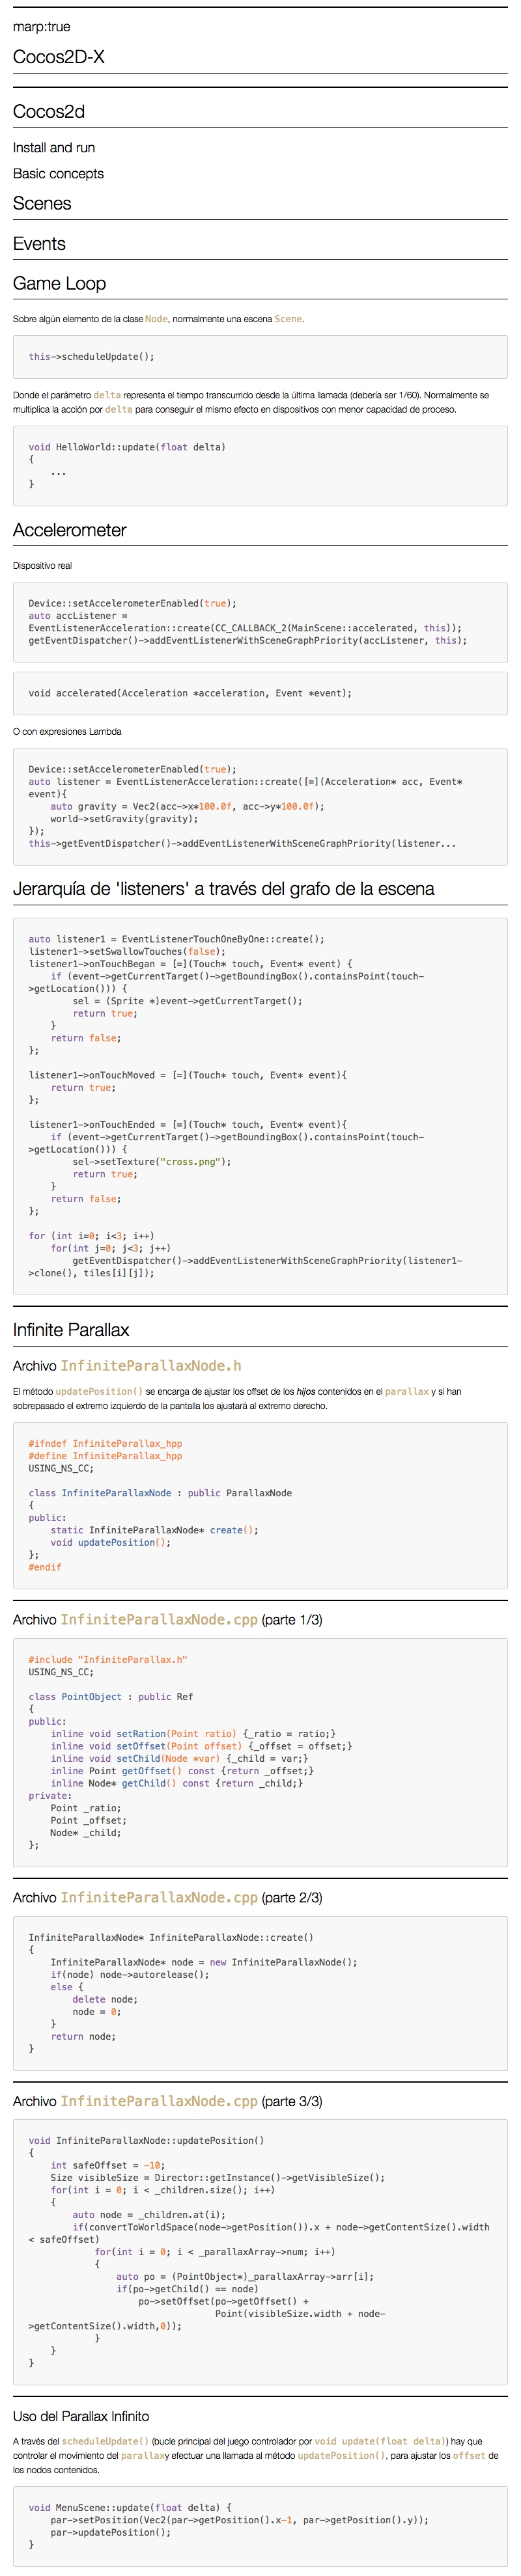 marp:true
Cocos2D-X
Cocos2d
Install and run
Basic concepts
Scenes
Events
Game Loop
Sobre algún elemento de la clase Node, normalmente una escena Scene.
this->scheduleUpdate();
Donde el parámetro delta representa el tiempo transcurrido desde la última llamada (debería ser 1/60). Normalmente se
multiplica la acción por delta para conseguir el mismo efecto en dispositivos con menor capacidad de proceso.
void HelloWorld::update(float delta)
{
    ...
}
Accelerometer
Dispositivo real
Device::setAccelerometerEnabled(true);
auto accListener =
EventListenerAcceleration::create(CC_CALLBACK_2(MainScene::accelerated, this));
getEventDispatcher()->addEventListenerWithSceneGraphPriority(accListener, this);
void accelerated(Acceleration *acceleration, Event *event);
O con expresiones Lambda
Device::setAccelerometerEnabled(true);
auto listener = EventListenerAcceleration::create([=](Acceleration* acc, Event*
event){
    auto gravity = Vec2(acc->x*100.0f, acc->y*100.0f);
    world->setGravity(gravity);
});
this->getEventDispatcher()->addEventListenerWithSceneGraphPriority(listener...
Jerarquía de 'listeners' a través del grafo de la escena
auto listener1 = EventListenerTouchOneByOne::create();
listener1->setSwallowTouches(false);
listener1->onTouchBegan = [=](Touch* touch, Event* event) {
    if (event->getCurrentTarget()->getBoundingBox().containsPoint(touch-
>getLocation())) {
        sel = (Sprite *)event->getCurrentTarget();
        return true;
    }
    return false;
};
listener1->onTouchMoved = [=](Touch* touch, Event* event){
    return true;
};
listener1->onTouchEnded = [=](Touch* touch, Event* event){
    if (event->getCurrentTarget()->getBoundingBox().containsPoint(touch-
>getLocation())) {
        sel->setTexture("cross.png");
        return true;
    }
    return false;
};
for (int i=0; i<3; i++)
    for(int j=0; j<3; j++)
        getEventDispatcher()->addEventListenerWithSceneGraphPriority(listener1-
>clone(), tiles[i][j]);
Infinite Parallax
Archivo InfiniteParallaxNode.h
El método updatePosition() se encarga de ajustar los offset de los hijos contenidos en el parallax y si han
sobrepasado el extremo izquierdo de la pantalla los ajustará al extremo derecho.
#ifndef InfiniteParallax_hpp
#define InfiniteParallax_hpp
USING_NS_CC;
class InfiniteParallaxNode : public ParallaxNode
{
public:
    static InfiniteParallaxNode* create();
    void updatePosition();
};
#endif
Archivo InfiniteParallaxNode.cpp (parte 1/3)
#include "InfiniteParallax.h"
USING_NS_CC;
class PointObject : public Ref
{
public:
    inline void setRation(Point ratio) {_ratio = ratio;}
    inline void setOffset(Point offset) {_offset = offset;}
    inline void setChild(Node *var) {_child = var;}
    inline Point getOffset() const {return _offset;}
    inline Node* getChild() const {return _child;}
private:
    Point _ratio;
    Point _offset;
    Node* _child;
};
Archivo InfiniteParallaxNode.cpp (parte 2/3)
InfiniteParallaxNode* InfiniteParallaxNode::create()
{
    InfiniteParallaxNode* node = new InfiniteParallaxNode();
    if(node) node->autorelease();
    else {
        delete node;
        node = 0;
    }
    return node;
}
Archivo InfiniteParallaxNode.cpp (parte 3/3)
void InfiniteParallaxNode::updatePosition()
{
    int safeOffset = -10;
    Size visibleSize = Director::getInstance()->getVisibleSize();
    for(int i = 0; i < _children.size(); i++)
    {
        auto node = _children.at(i);
        if(convertToWorldSpace(node->getPosition()).x + node->getContentSize().width
< safeOffset)
            for(int i = 0; i < _parallaxArray->num; i++)
            {
                auto po = (PointObject*)_parallaxArray->arr[i];
                if(po->getChild() == node)
                    po->setOffset(po->getOffset() +
                                  Point(visibleSize.width + node-
>getContentSize().width,0));
            }
    }
}
Uso del Parallax Infinito
A través del scheduleUpdate() (bucle principal del juego controlador por void update(float delta)) hay que
controlar el movimiento del parallaxy efectuar una llamada al método updatePosition(), para ajustar los offset de
los nodos contenidos.
void MenuScene::update(float delta) {
    par->setPosition(Vec2(par->getPosition().x-1, par->getPosition().y));
    par->updatePosition();
}